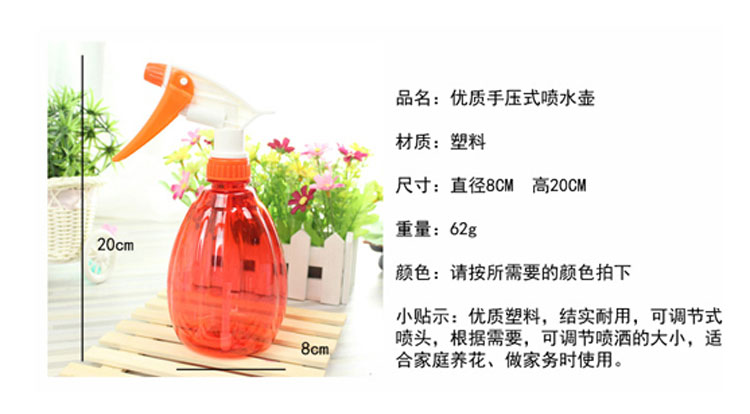 品名：优质手压式喷水壶
材质：塑料
尺寸：直径8CM 高20CM
重量：62g
颜色：请按所需要的颜色拍下
小贴示：优质塑料，结实耐用，可调节式
喷头，根据需要，可调节喷洒的大小，适
合家庭养花、做家务时使用。
20cm
8cm